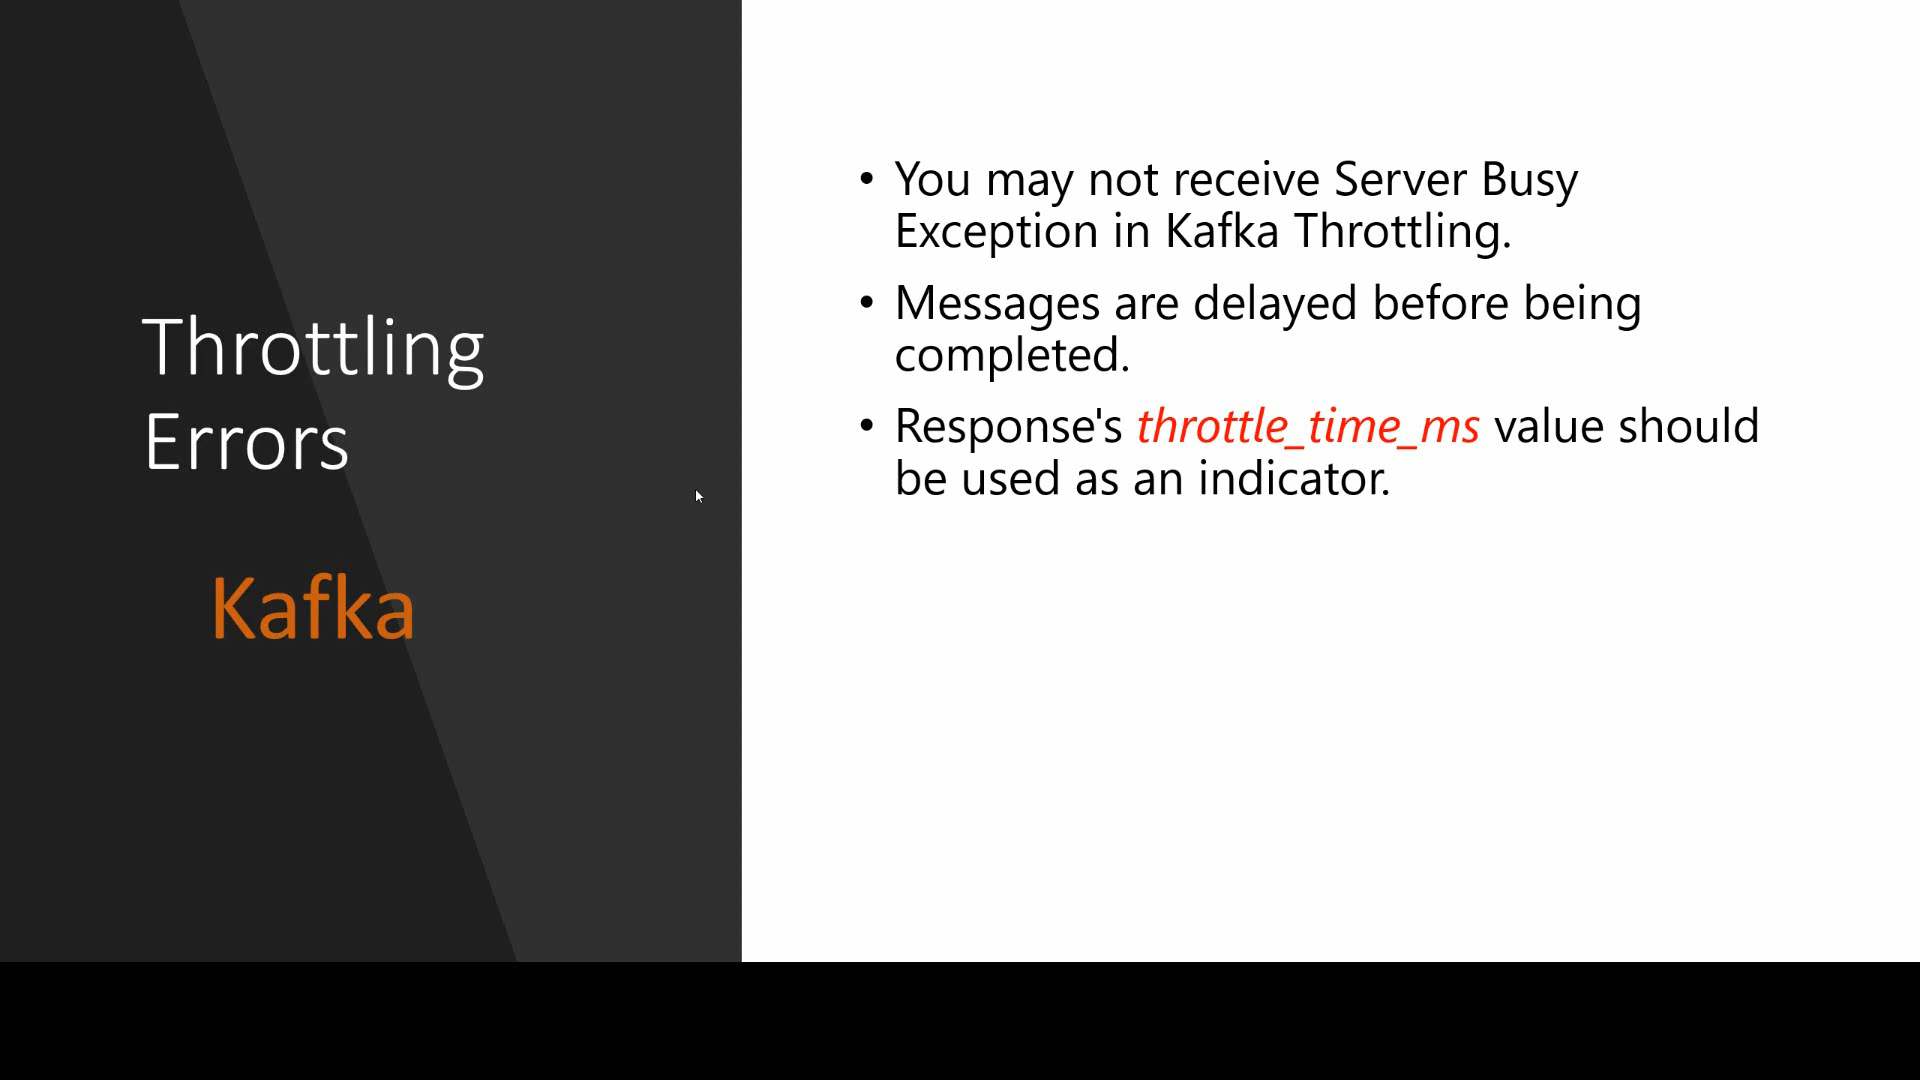 Throttling
Errors
Kafka
• You may not receive Server Busy
Exception in Kafka Throttling.
• Messages are delayed before being
completed.
• Response's throttle_time_ms value should
be used as an indicator.